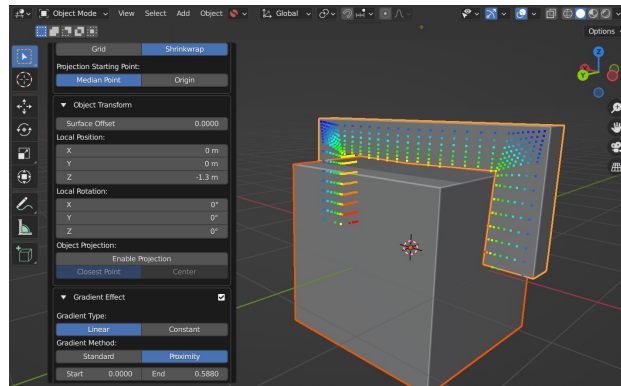 Object Mode View Select Add Object Global
Options
Grid Shrinkwrap
Projection Starting Point:
Median Point Origin
Object Transform
Surface Offset 0.0000
Local Position:
X 0 m
Y 0 m
Z -1.3 m
Local Rotation:
X 0°
Y 0°
Z 0°
Object Projection:
Enable Projection
Closest Point Center
Gradient Effect
Gradient Type:
Linear Constant
Gradient Method:
Standard Proximity
Start 0.0000 End 0.5880
Z
Y